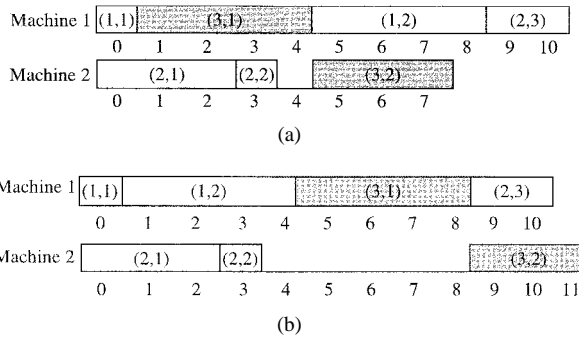 Machine 1 (1,1) (3,1) (1,2) (2,3)
0 1 2 3 4 5 6 7 8 9 10
Machine 2 (2,1) (2,2) (3,2)
0 1 2 3 4 5 6 7
(a)
Machine 1 (1,1) (1,2) (3,1) (2,3)
0 1 2 3 4 5 6 7 8 9 10
Machine 2 (2,1) (2,2) (3,2)
0 1 2 3 4 5 6 7 8 9 10 11
(b)